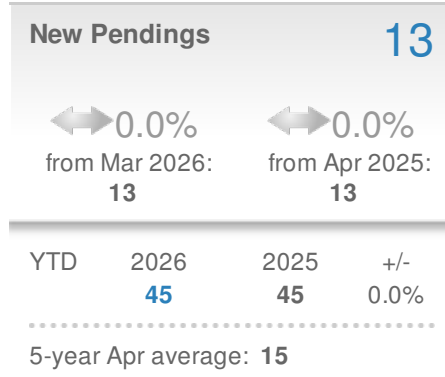 New Pendings 13
0.0% 0.0%
from Mar 2026: from Apr 2025:
13 13
YTD 2026 2025 +/-
45 45 0.0%
5-year Apr average: 15